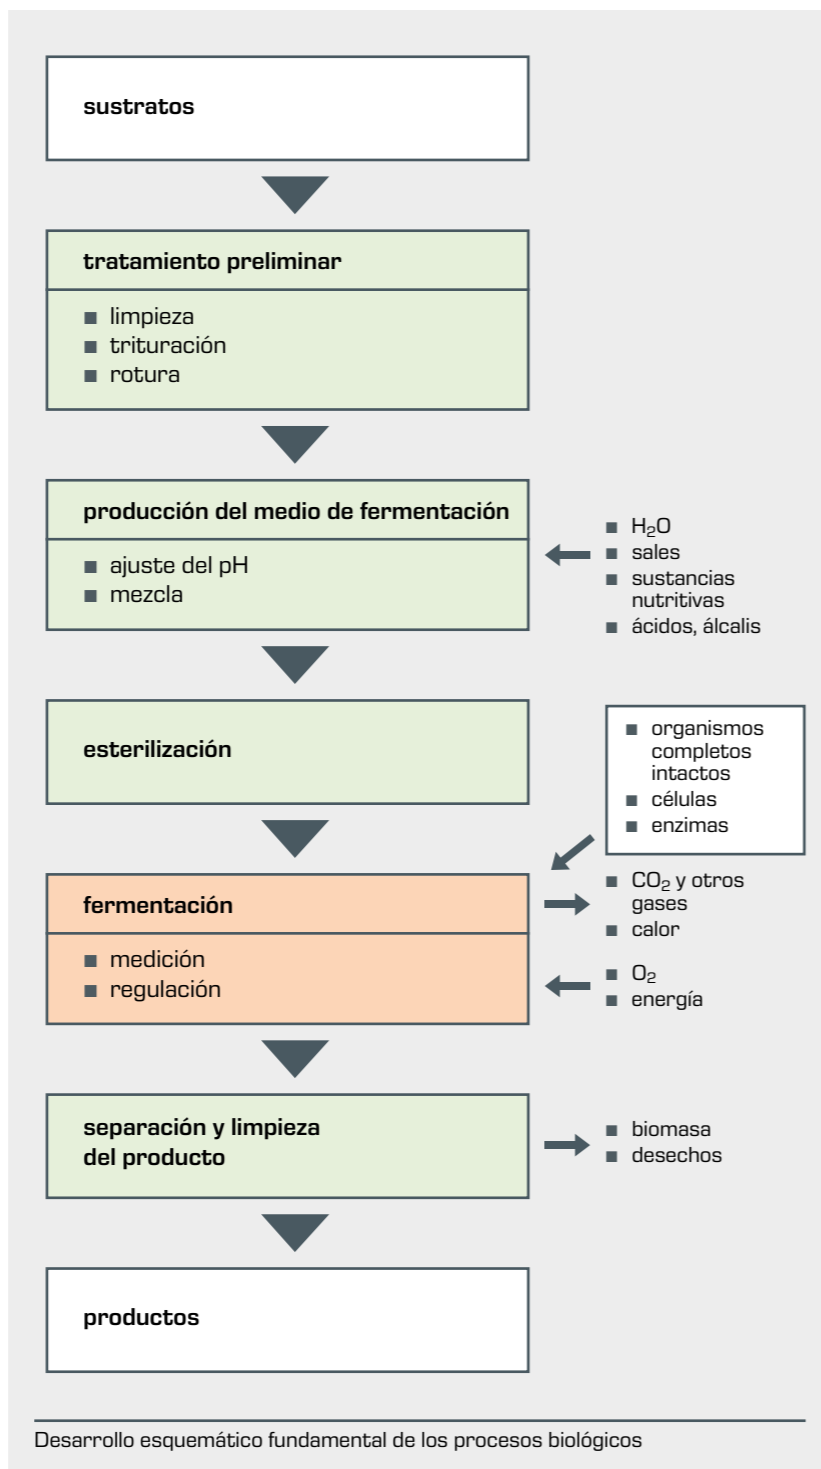 sustratos
tratamiento preliminar
■ limpieza
■ trituración
■ rotura
producción del medio de fermentación
■ ajuste del pH
■ mezcla
■ H₂O
■ sales
■ sustancias
nutritivas
■ ácidos, álcalis
esterilización
■ organismos
completos
intactos
■ células
■ enzimas
fermentación
■ medición
■ regulación
■ CO₂ y otros
gases
■ calor
■ O₂
■ energía
separación y limpieza
del producto
■ biomasa
■ desechos
productos
Desarrollo esquemático fundamental de los procesos biológicos